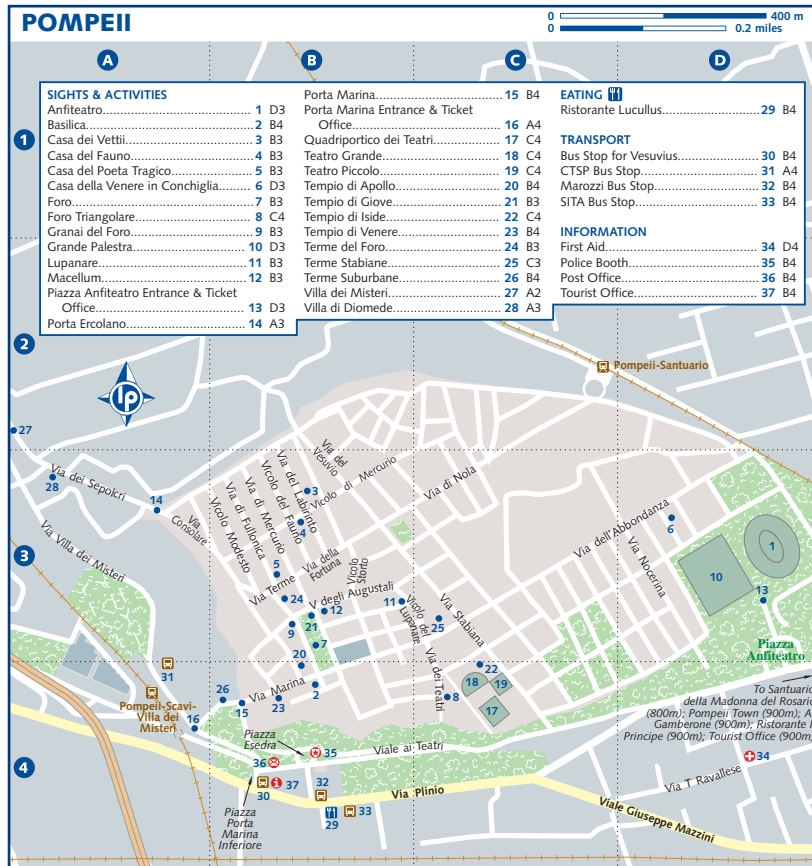 POMPEII
0 400 m
0 0.2 miles
A B C D
1
2
3
4
SIGHTS & ACTIVITIES
Anfiteatro 1 D3
Basilica 2 B4
Casa dei Vettii 3 B3
Casa del Fauno 4 B3
Casa del Poeta Tragico 5 B3
Casa della Venere in Conchiglia 6 D3
Foro 7 B3
Foro Triangolare 8 C4
Granai del Foro 9 B3
Grande Palestra 10 D3
Lupanare 11 B3
Macellum 12 B3
Piazza Anfiteatro Entrance & Ticket
Office 13 D3
Porta Ercolano 14 A3
Porta Marina 15 B4
Porta Marina Entrance & Ticket
Office 16 A4
Quadriportico dei Teatri 17 C4
Teatro Grande 18 C4
Teatro Piccolo 19 C4
Tempio di Apollo 20 B4
Tempio di Giove 21 B3
Tempio di Iside 22 C4
Tempio di Venere 23 B4
Terme del Foro 24 B3
Terme Stabiane 25 C3
Terme Suburbane 26 B4
Villa dei Misteri 27 A2
Villa di Diomede 28 A3
EATING
Ristorante Lucullus 29 B4
TRANSPORT
Bus Stop for Vesuvius 30 B4
CTSP Bus Stop 31 A4
Marozzi Bus Stop 32 B4
SITA Bus Stop 33 B4
INFORMATION
First Aid 34 D4
Police Booth 35 B4
Post Office 36 B4
Tourist Office 37 B4
lp
Pompeii-Santuario
27
28
Via dei Sepolcri
14
Via
Consolare
Via Villa dei Misteri
Vicolo Modesto
Via di Fullonica
Via di Mercurio
Vicolo del Fauno
Via del Labirinto
Via del
Vesuvio
Vicolo di Mercurio
3
4
5
Via Terme
Via della
Fortuna
Vicolo
Storto
Via di Nola
V degli Augustali
24
12
21
9
7
20
11
Vicolo del
Lupanare
25
Via Stabiana
Via dei Teatri
Via dell'Abbondanza
6
Via Nocerina
10
1
13
Piazza
Anfiteatro
22
18
19
17
8
2
23
Via Marina
15
26
16
31
Pompeii-Scavi-
Villa dei
Misteri
Piazza
Esedra
35
36
37
30
32
29
33
Piazza
Porta
Marina
Inferiore
Viale ai Teatri
Via Plinio
Viale Giuseppe Mazzini
Via T Ravallese
34
To Santuario
della Madonna del Rosario
(800m); Pompeii Town (900m); A
Gamberone (900m); Ristorante
Principe (900m); Tourist Office (900m